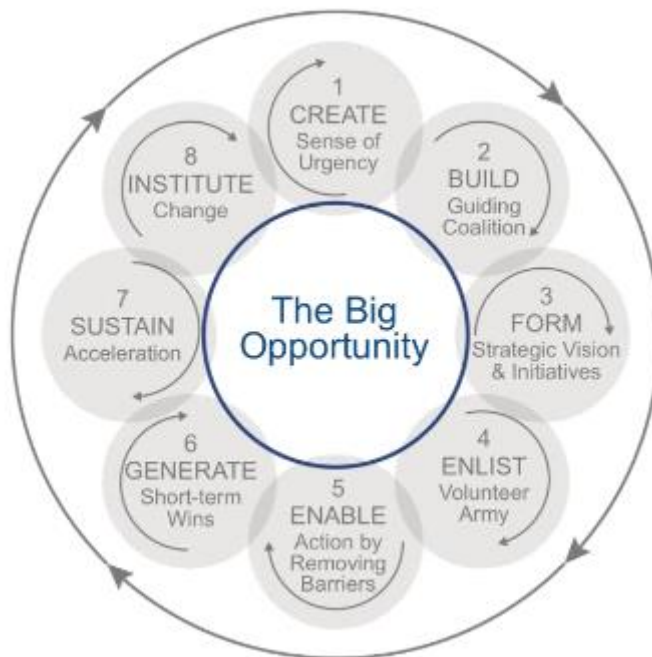 1
CREATE
Sense of
Urgency
2
BUILD
Guiding
Coalition
3
FORM
Strategic Vision
& Initiatives
4
ENLIST
Volunteer
Army
5
ENABLE
Action by
Removing
Barriers
6
GENERATE
Short-term
Wins
7
SUSTAIN
Acceleration
8
INSTITUTE
Change
The Big
Opportunity